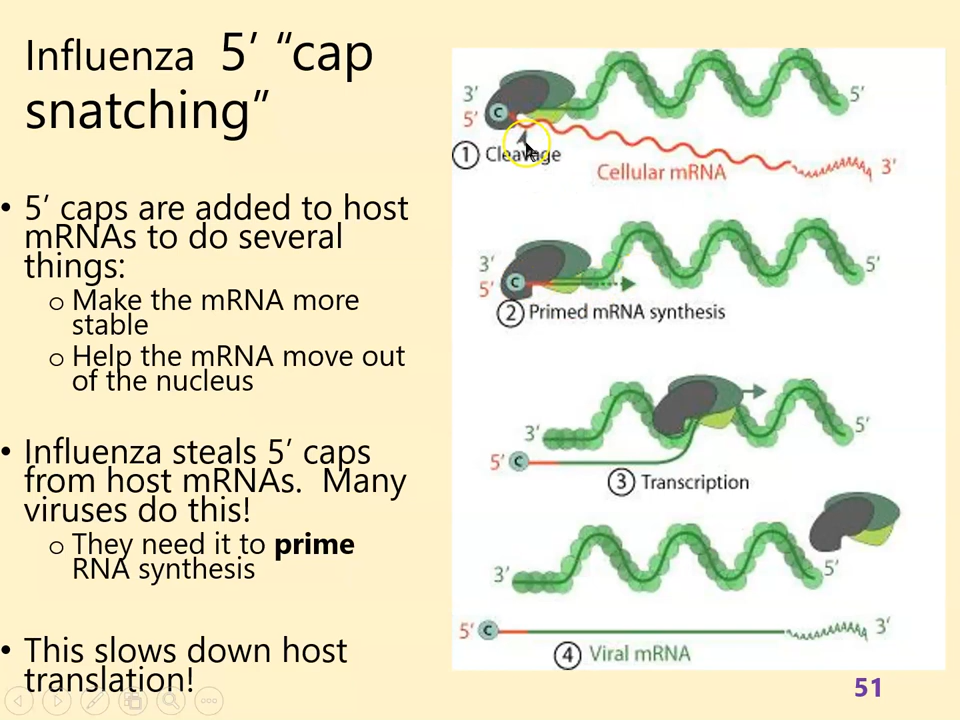 Influenza 5’ “cap
snatching”
• 5’ caps are added to host
mRNAs to do several
things:
o Make the mRNA more
stable
o Help the mRNA move out
of the nucleus
• Influenza steals 5’ caps
from host mRNAs. Many
viruses do this!
o They need it to prime
RNA synthesis
• This slows down host
translation!
3’
5’
C
5’
1 Cleavage
Cellular mRNA
3’
3’
5’
C
5’
2 Primed mRNA synthesis
3’
5’
5’
C
3 Transcription
3’
5’
5’
C
3’
4 Viral mRNA
51